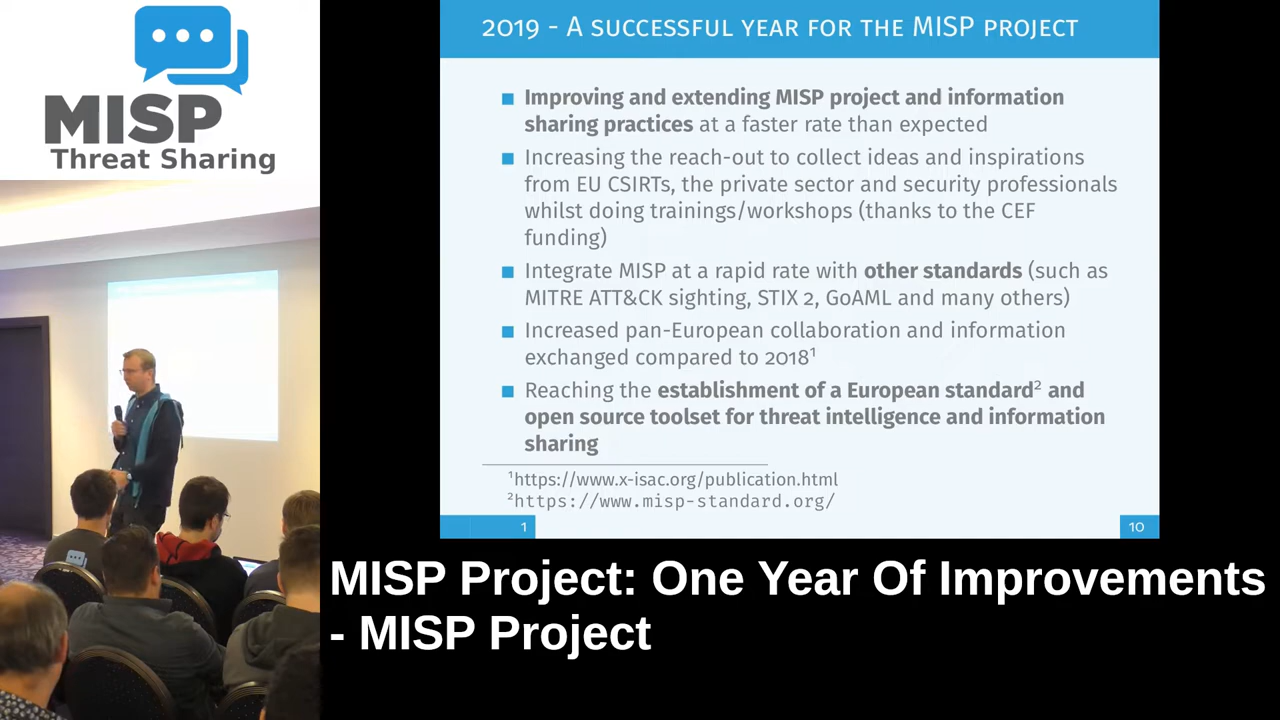 MISP
Threat Sharing
2019 - A SUCCESSFUL YEAR FOR THE MISP PROJECT
Improving and extending MISP project and information
sharing practices at a faster rate than expected
Increasing the reach-out to collect ideas and inspirations
from EU CSIRTs, the private sector and security professionals
whilst doing trainings/workshops (thanks to the CEF
funding)
Integrate MISP at a rapid rate with other standards (such as
MITRE ATT&CK sighting, STIX 2, GoAML and many others)
Increased pan-European collaboration and information
exchanged compared to 2018¹
Reaching the establishment of a European standard² and
open source toolset for threat intelligence and information
sharing
¹https://www.x-isac.org/publication.html
²https://www.misp-standard.org/
1
10
MISP Project: One Year Of Improvements
- MISP Project